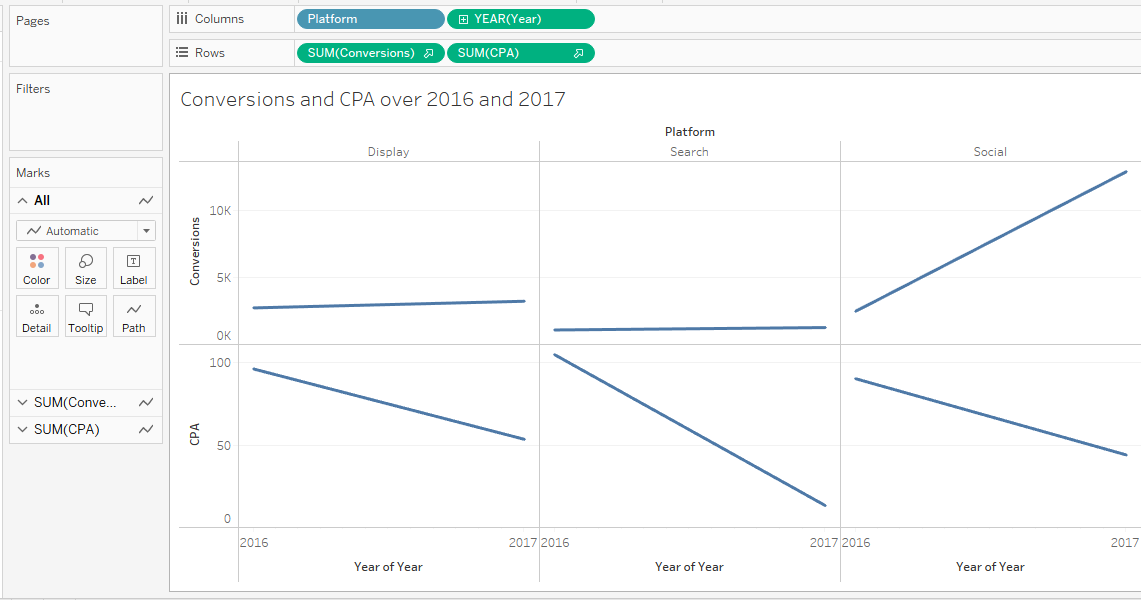 Pages
Columns Platform YEAR(Year)
Rows SUM(Conversions) SUM(CPA)
Filters
Marks
All
Automatic
Color Size Label
Detail Tooltip Path
SUM(Conve...
SUM(CPA)
Conversions and CPA over 2016 and 2017
Platform
Display Search Social
Conversions
10K
5K
0K
CPA
100
50
0
2016 2017 2016 2017 2016 2017
Year of Year Year of Year Year of Year